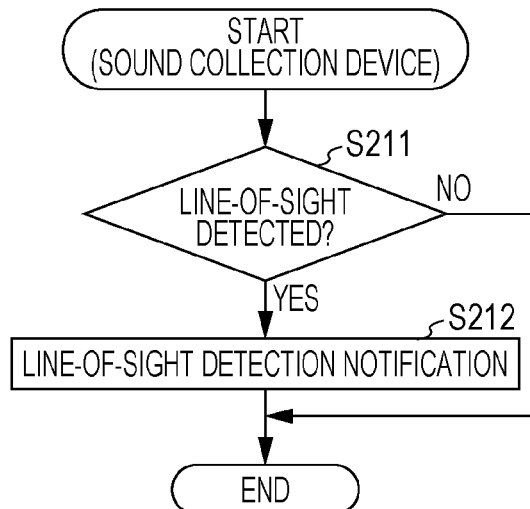 START
(SOUND COLLECTION DEVICE)
S211
LINE-OF-SIGHT
DETECTED?
NO
YES
S212
LINE-OF-SIGHT DETECTION NOTIFICATION
END